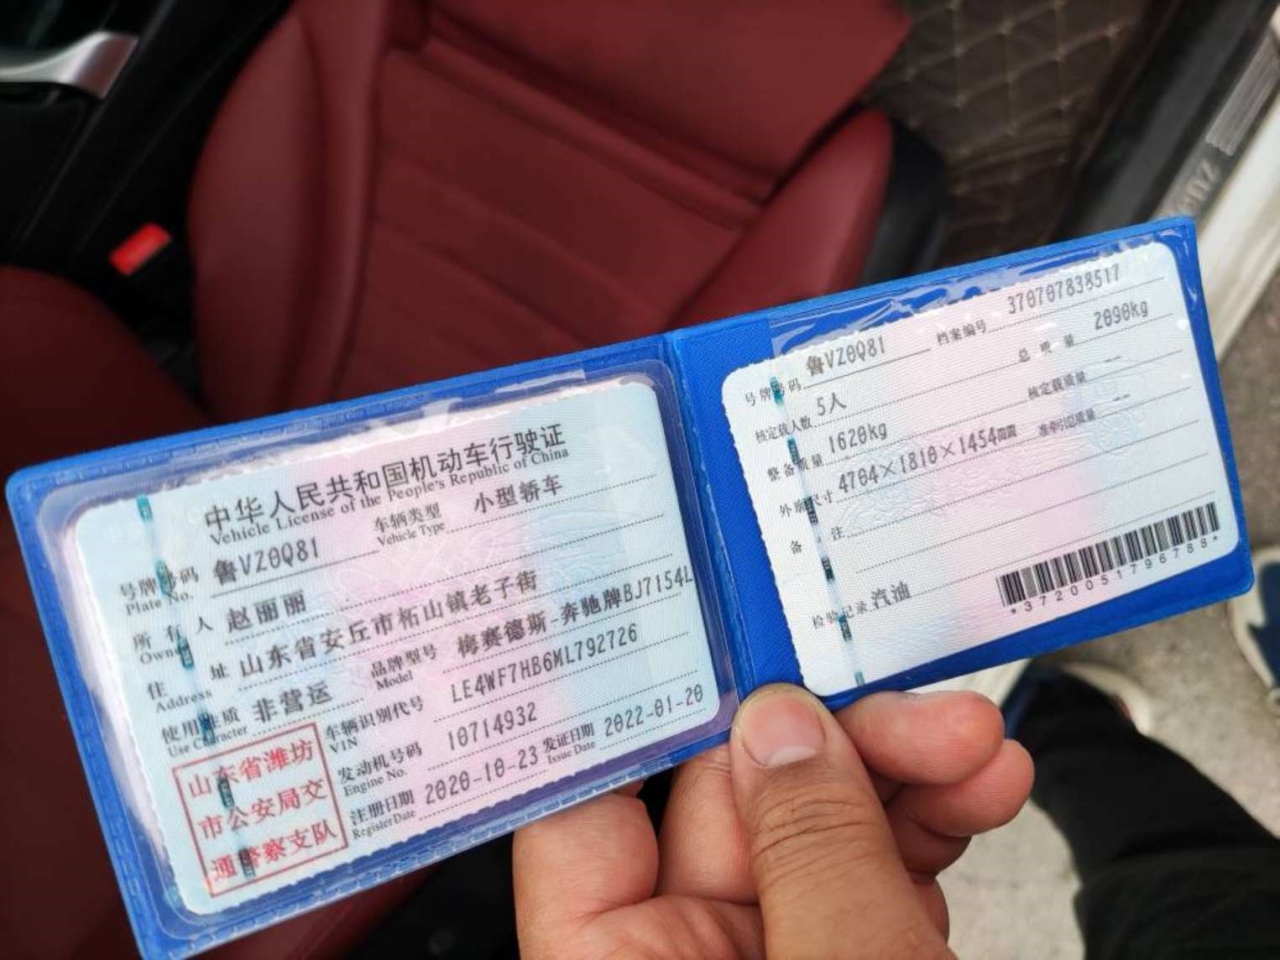 中华人民共和国机动车行驶证
Vehicle License of the People's Republic of China
号牌号码 鲁VZ0Q81 车辆类型 小型轿车
Plate No. Vehicle Type
所有人 赵丽丽
Owner
住址 山东省安丘市柘山镇老子街
Address
使用性质 非营运 品牌型号 梅赛德斯-奔驰牌BJ7154L
Use Character Model
车辆识别代号 LE4WF7HB6ML792726
VIN
发动机号码 10714932
Engine No.
注册日期 2020-10-23 发证日期 2022-01-20
Register Date Issue Date
山东省潍坊
市公安局交
通警察支队
号牌号码 鲁VZ0Q81 档案编号 370707838517
核定载人数 5人 总质量 2090kg
整备质量 1620kg 核定载质量 --
外廓尺寸 4704×1810×1454mm 准牵引总质量 --
备注
检验记录 汽油
*3720051796788*